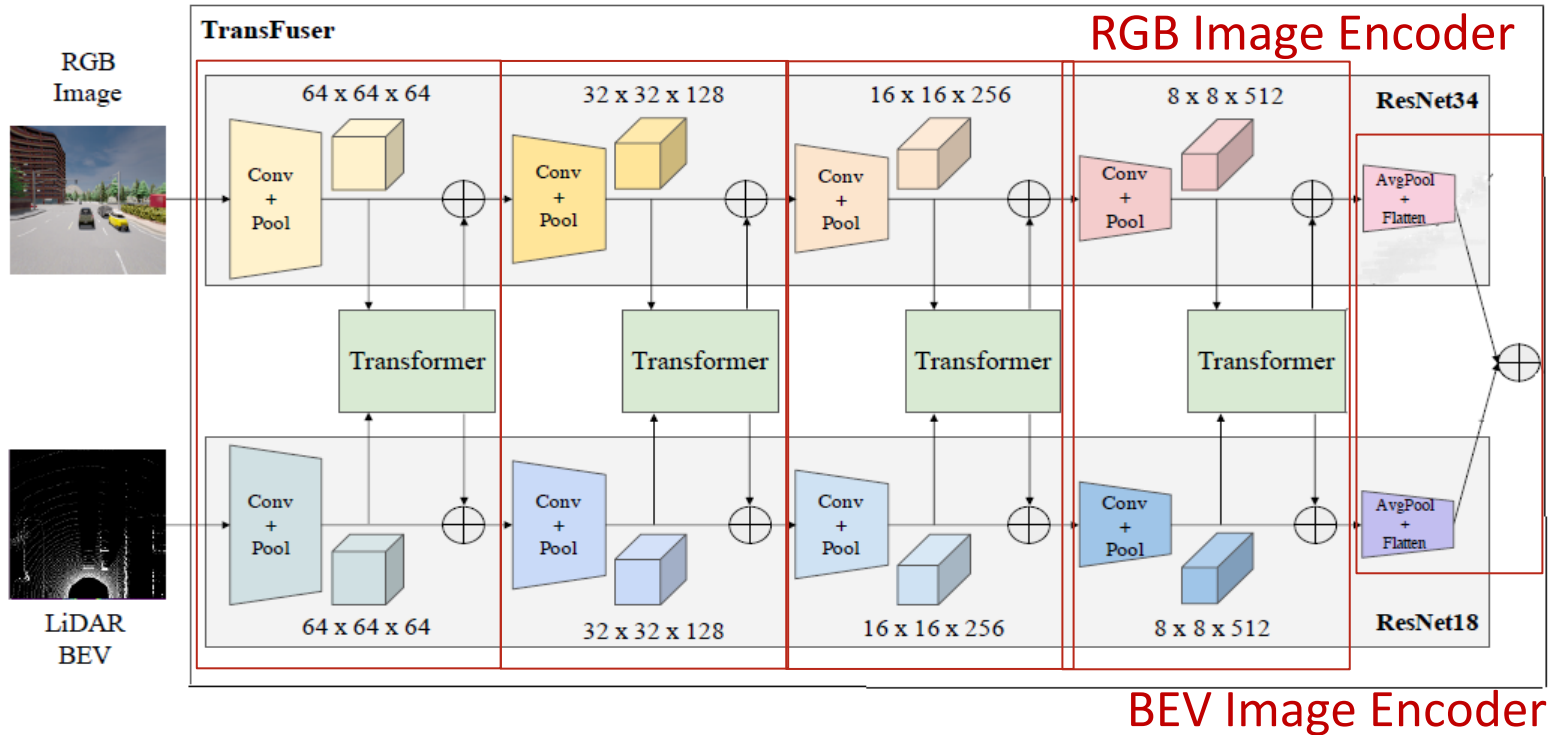 TransFuser
RGB Image Encoder
RGB
Image
64 x 64 x 64
32 x 32 x 128
16 x 16 x 256
8 x 8 x 512
ResNet34
Conv
+
Pool
Conv
+
Pool
Conv
+
Pool
Conv
+
Pool
AvgPool
+
Flatten
Transformer
Transformer
Transformer
Transformer
Conv
+
Pool
Conv
+
Pool
Conv
+
Pool
Conv
+
Pool
AvgPool
+
Flatten
LiDAR
BEV
64 x 64 x 64
32 x 32 x 128
16 x 16 x 256
8 x 8 x 512
ResNet18
BEV Image Encoder